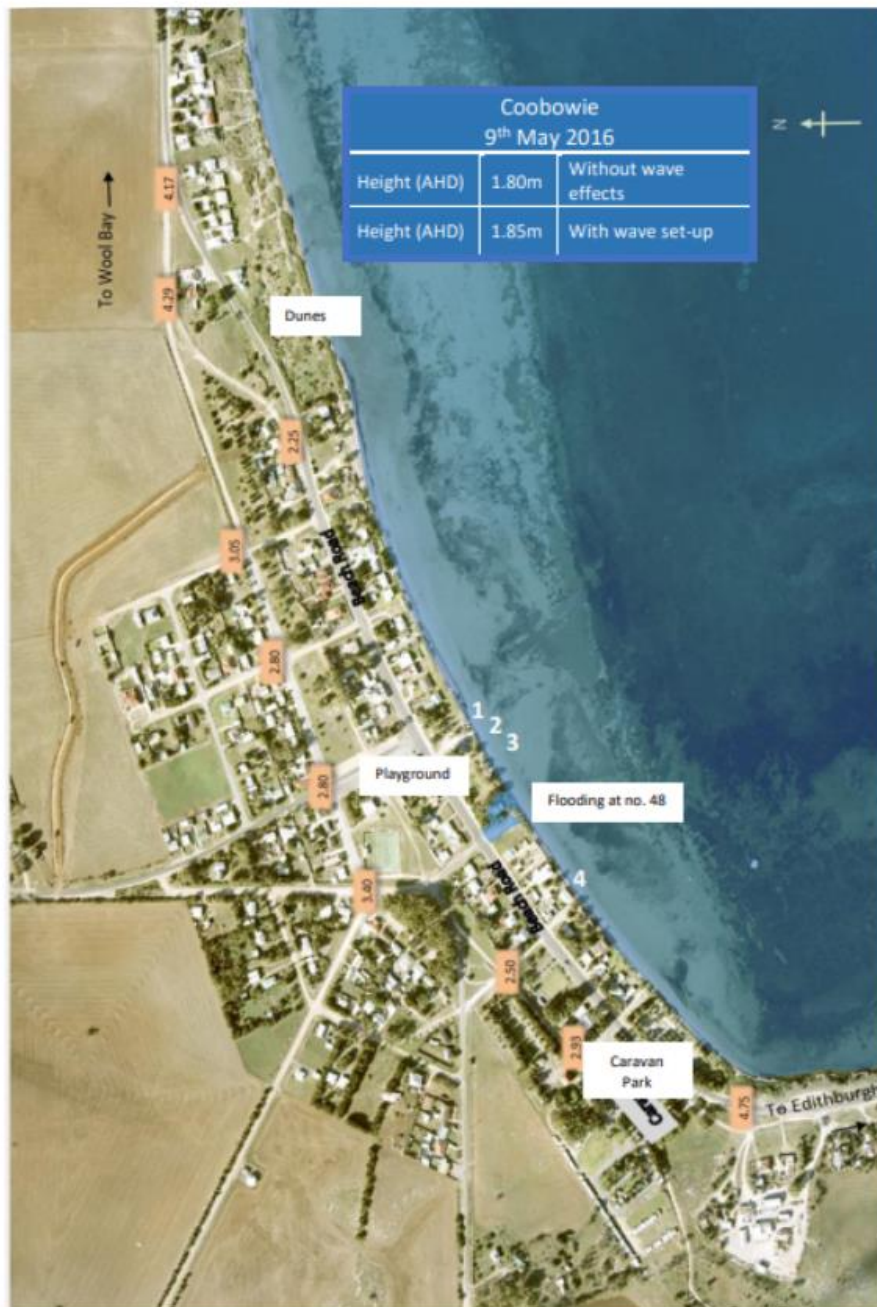 Coobowie
9th May 2016
Height (AHD) 1.80m Without wave
effects
Height (AHD) 1.85m With wave set-up
N
4.17
To Wool Bay
4.29
Dunes
2.25
3.05
Beach Road
2.80
1
2
3
Playground
2.80
Flooding at no. 48
Beach Road
4
3.40
2.50
2.93
Caravan
Park
4.75
To Edithburgh